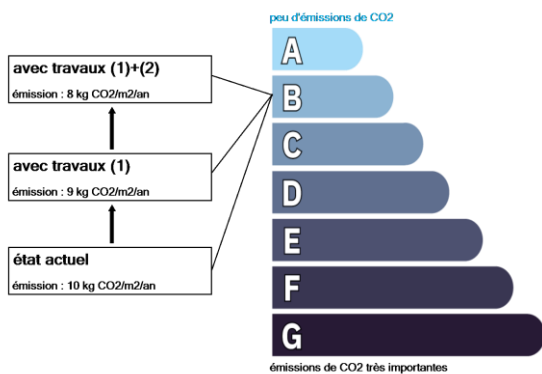 peu d'émissions de CO2
avec travaux (1)+(2)
émission : 8 kg CO2/m2/an
avec travaux (1)
émission : 9 kg CO2/m2/an
état actuel
émission : 10 kg CO2/m2/an
A
B
C
D
E
F
G
émissions de CO2 très importantes